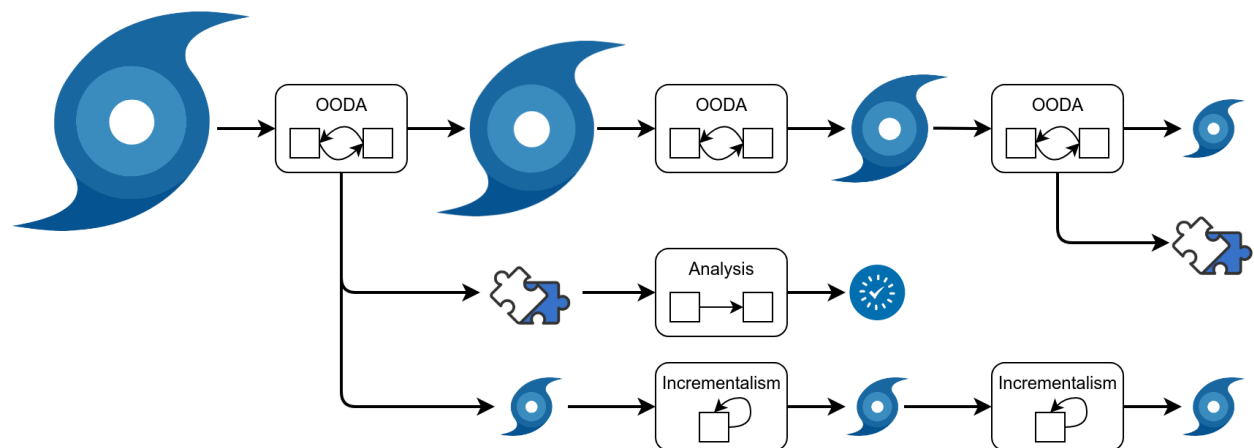 OODA
OODA
OODA
Analysis
Incrementalism
Incrementalism